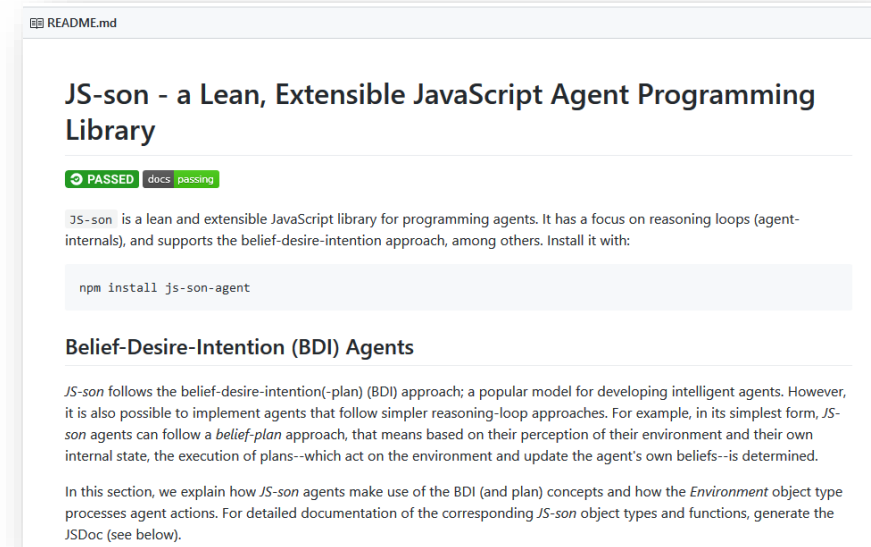 README.md
JS-son - a Lean, Extensible JavaScript Agent Programming
Library
PASSED docs passing
JS-son is a lean and extensible JavaScript library for programming agents. It has a focus on reasoning loops (agent-
internals), and supports the belief-desire-intention approach, among others. Install it with:
npm install js-son-agent
Belief-Desire-Intention (BDI) Agents
JS-son follows the belief-desire-intention(-plan) (BDI) approach; a popular model for developing intelligent agents. However,
it is also possible to implement agents that follow simpler reasoning-loop approaches. For example, in its simplest form, JS-
son agents can follow a belief-plan approach, that means based on their perception of their environment and their own
internal state, the execution of plans--which act on the environment and update the agent's own beliefs--is determined.
In this section, we explain how JS-son agents make use of the BDI (and plan) concepts and how the Environment object type
processes agent actions. For detailed documentation of the corresponding JS-son object types and functions, generate the
JSDoc (see below).